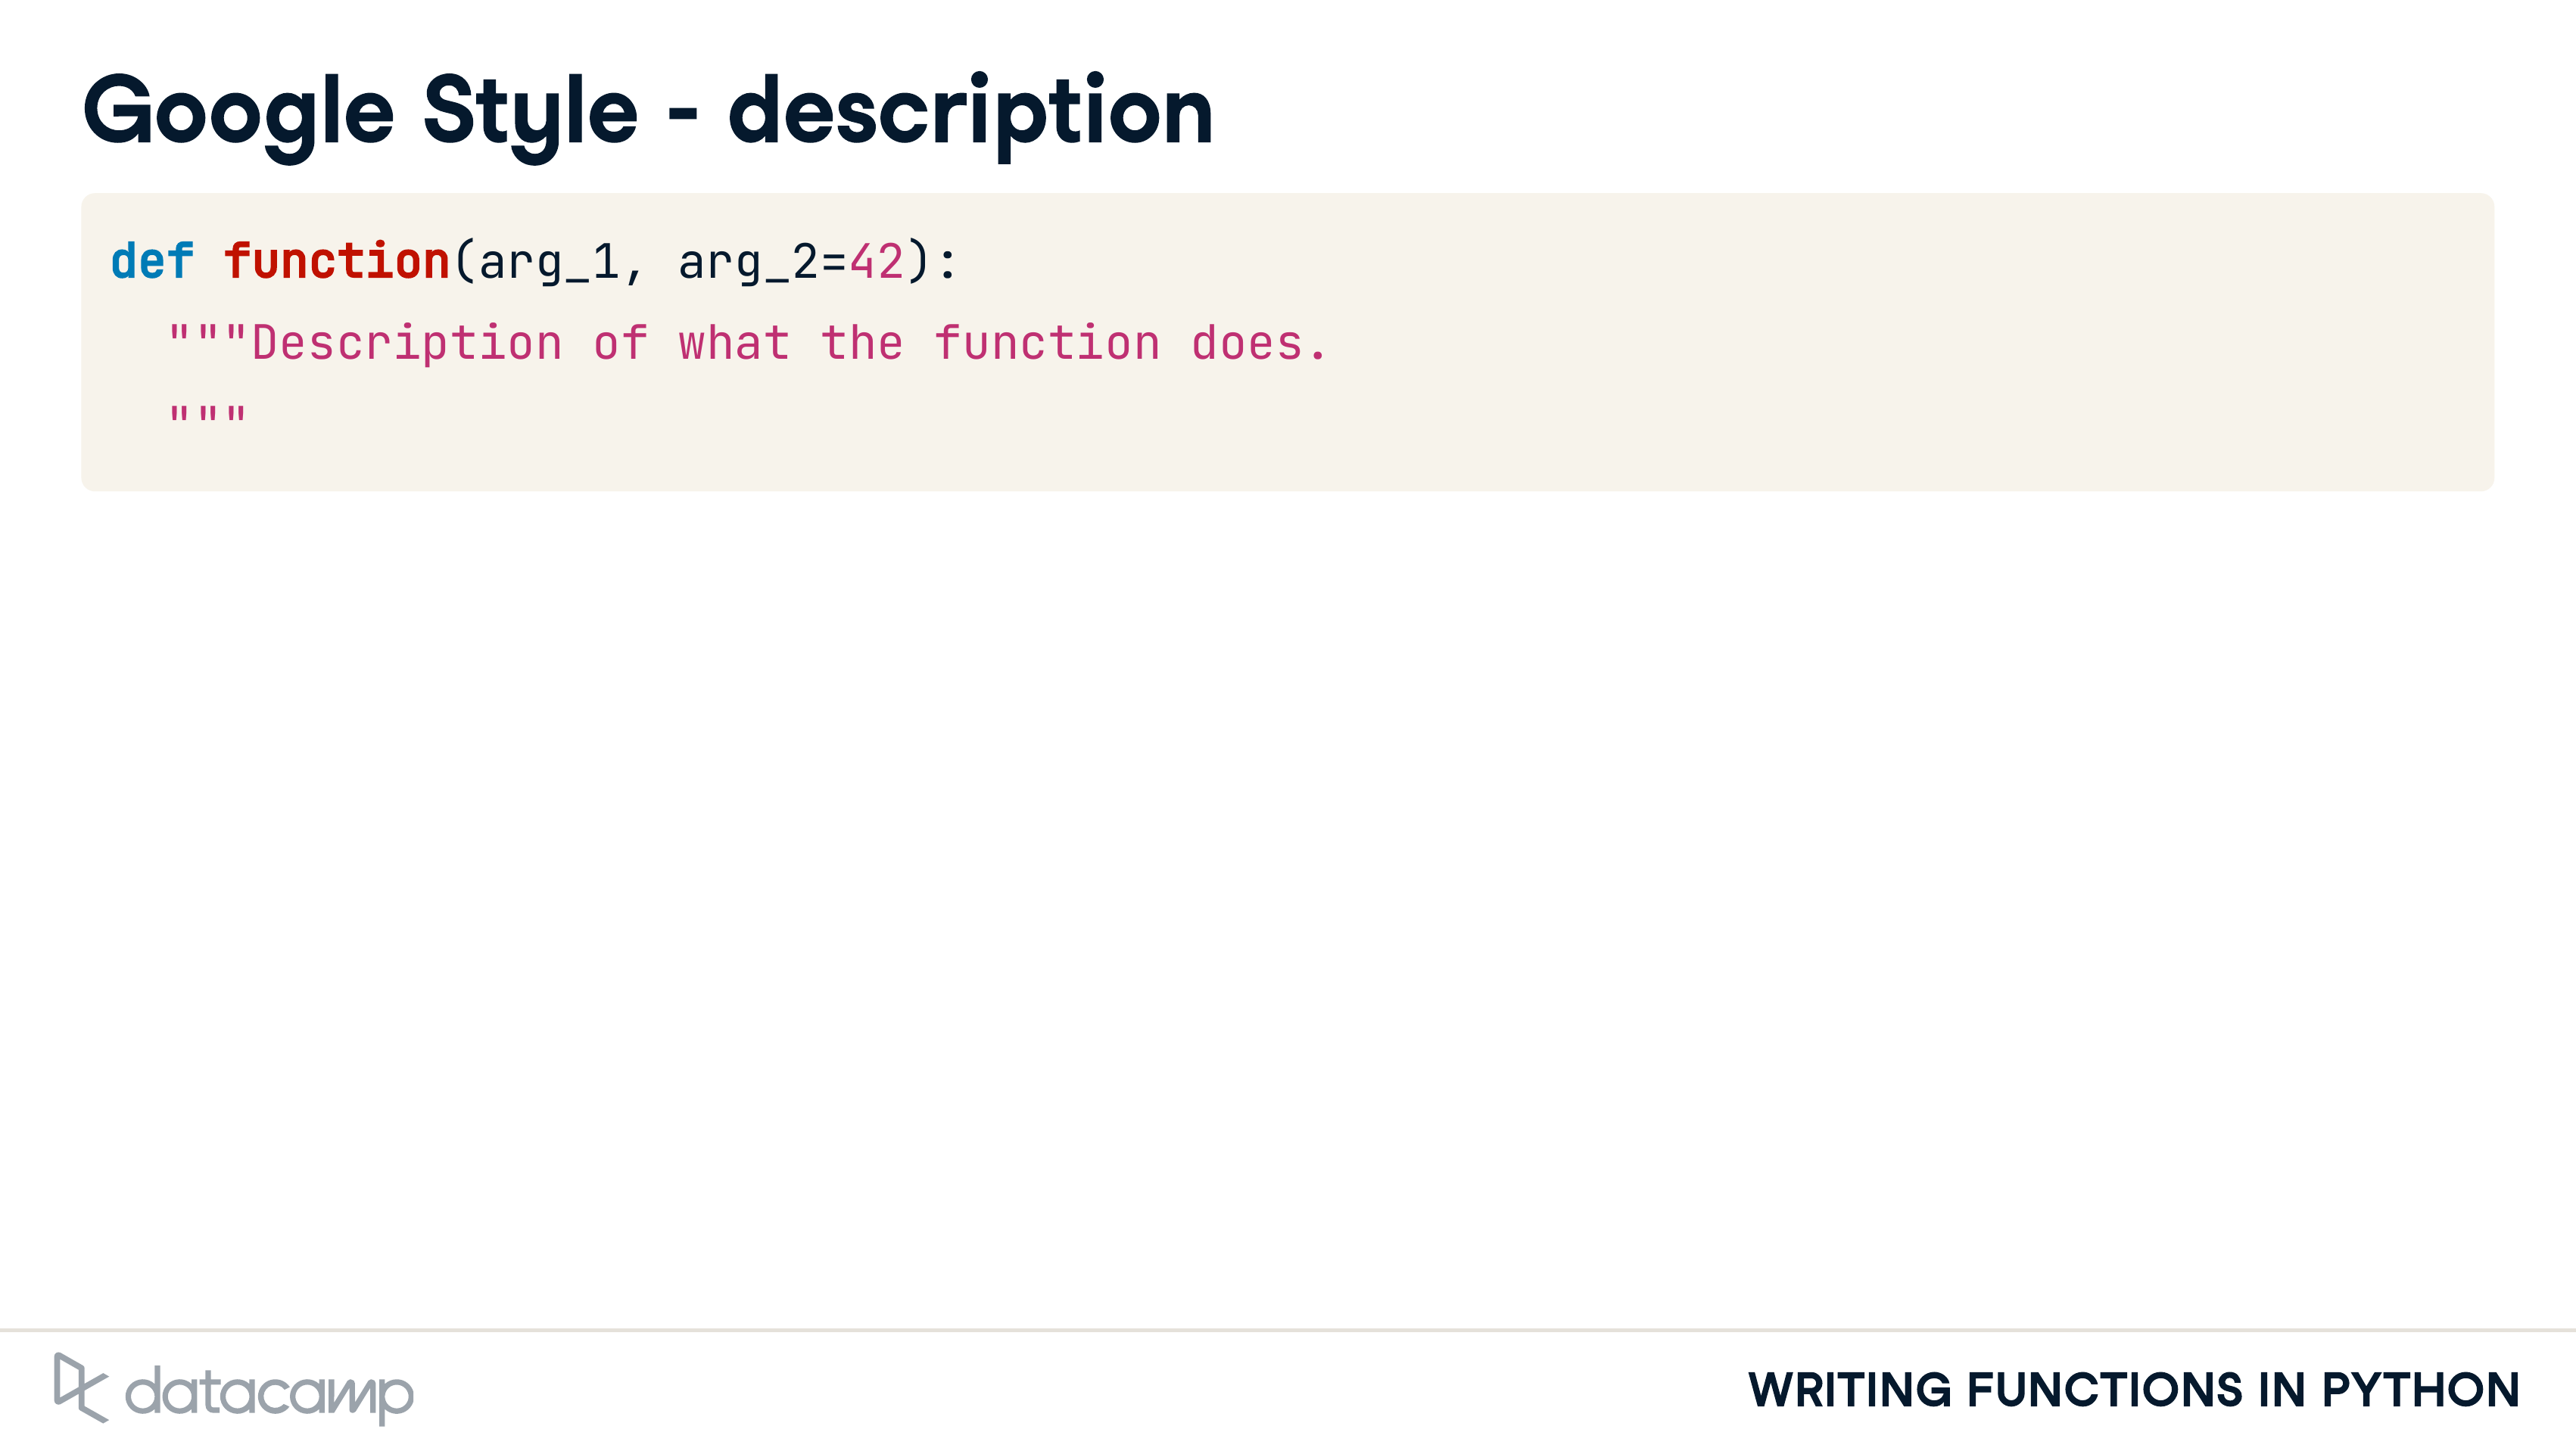 Google Style - description
def function(arg_1, arg_2=42):
  """Description of what the function does.
  """
datacamp
WRITING FUNCTIONS IN PYTHON